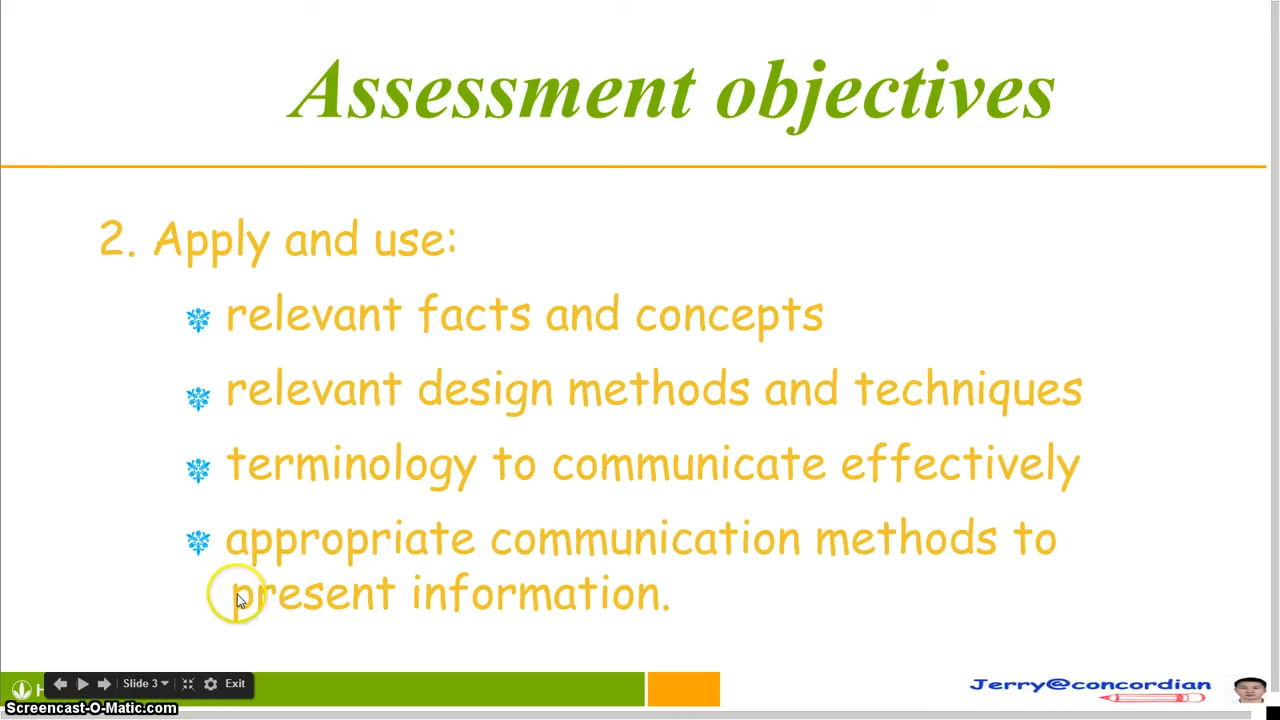 Assessment objectives
2. Apply and use:
relevant facts and concepts
relevant design methods and techniques
terminology to communicate effectively
appropriate communication methods to
present information.
Slide 3
Exit
Jerry@concordian
Screencast-O-Matic.com